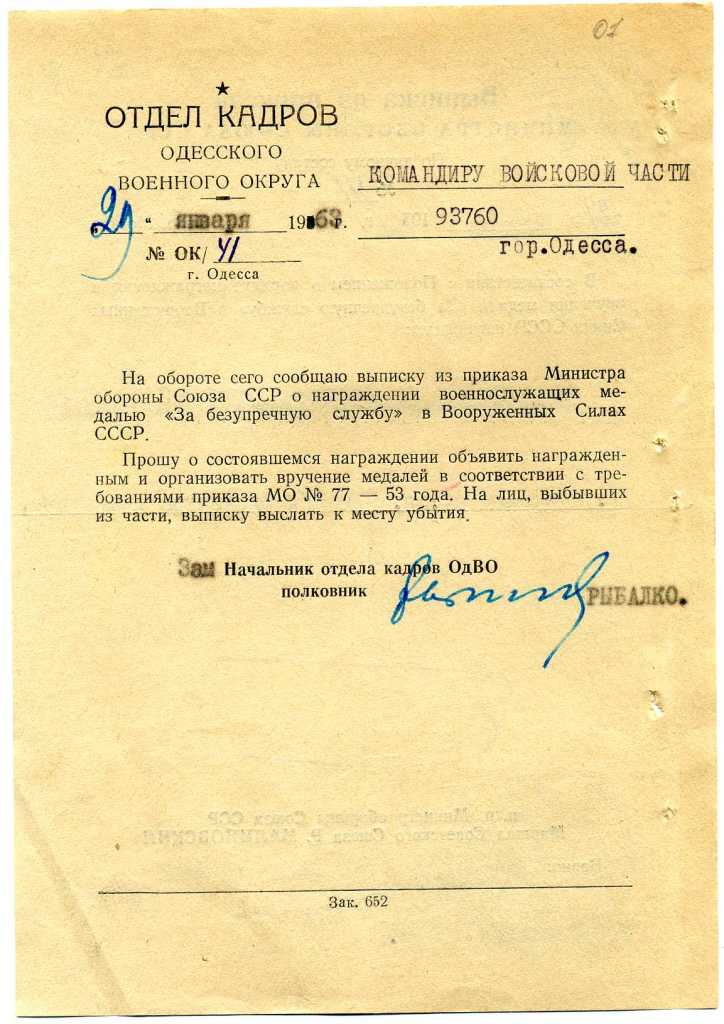 01
ОТДЕЛ КАДРОВ
ОДЕССКОГО
ВОЕННОГО ОКРУГА
„29 “ января 1963 г.
№ ОК/ 41
г. Одесса
КОМАНДИРУ ВОЙСКОВОЙ ЧАСТИ
93760
гор.Одесса.
На обороте сего сообщаю выписку из приказа Министра
обороны Союза ССР о награждении военнослужащих ме-
далью «За безупречную службу» в Вооруженных Силах
СССР.
Прошу о состоявшемся награждении объявить награжден-
ным и организовать вручение медалей в соответствии с тре-
бованиями приказа МО № 77 — 53 года. На лиц, выбывших
из части, выписку выслать к месту убытия.
Зам Начальник отдела кадров ОдВО
полковник РЫБАЛКО.
Зак. 652